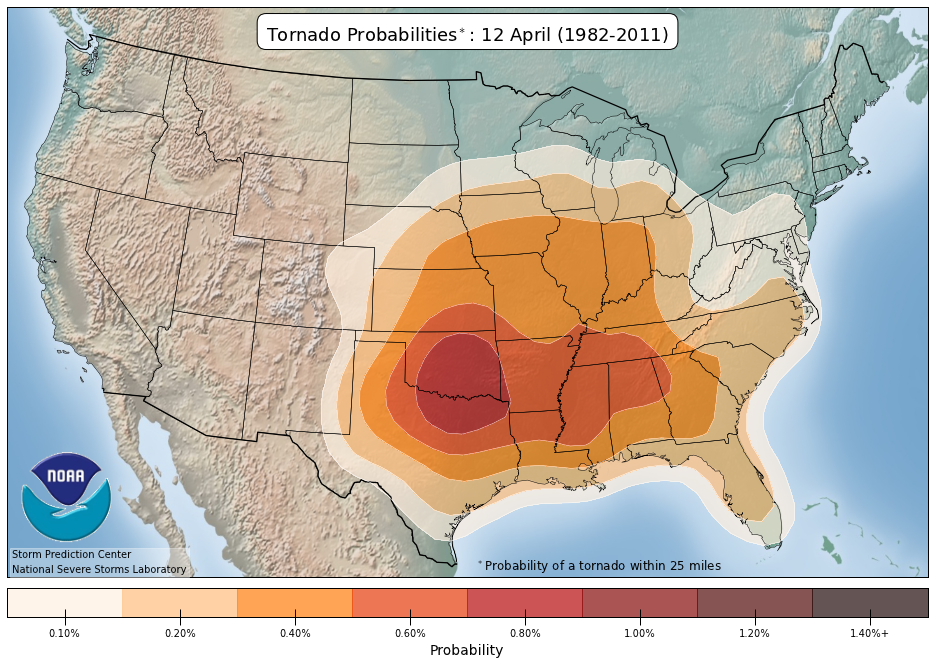 Tornado Probabilities*: 12 April (1982-2011)
NOAA
Storm Prediction Center
National Severe Storms Laboratory
*Probability of a tornado within 25 miles
0.10% 0.20% 0.40% 0.60% 0.80% 1.00% 1.20% 1.40%+
Probability